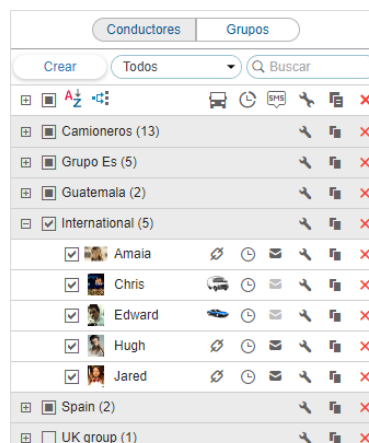 Conductores Grupos
Crear Todos Buscar
A Z SMS
Camioneros (13)
Grupo Es (5)
Guatemala (2)
International (5)
Amaia
Chris
Edward
Hugh
Jared
Spain (2)
UK group (1)